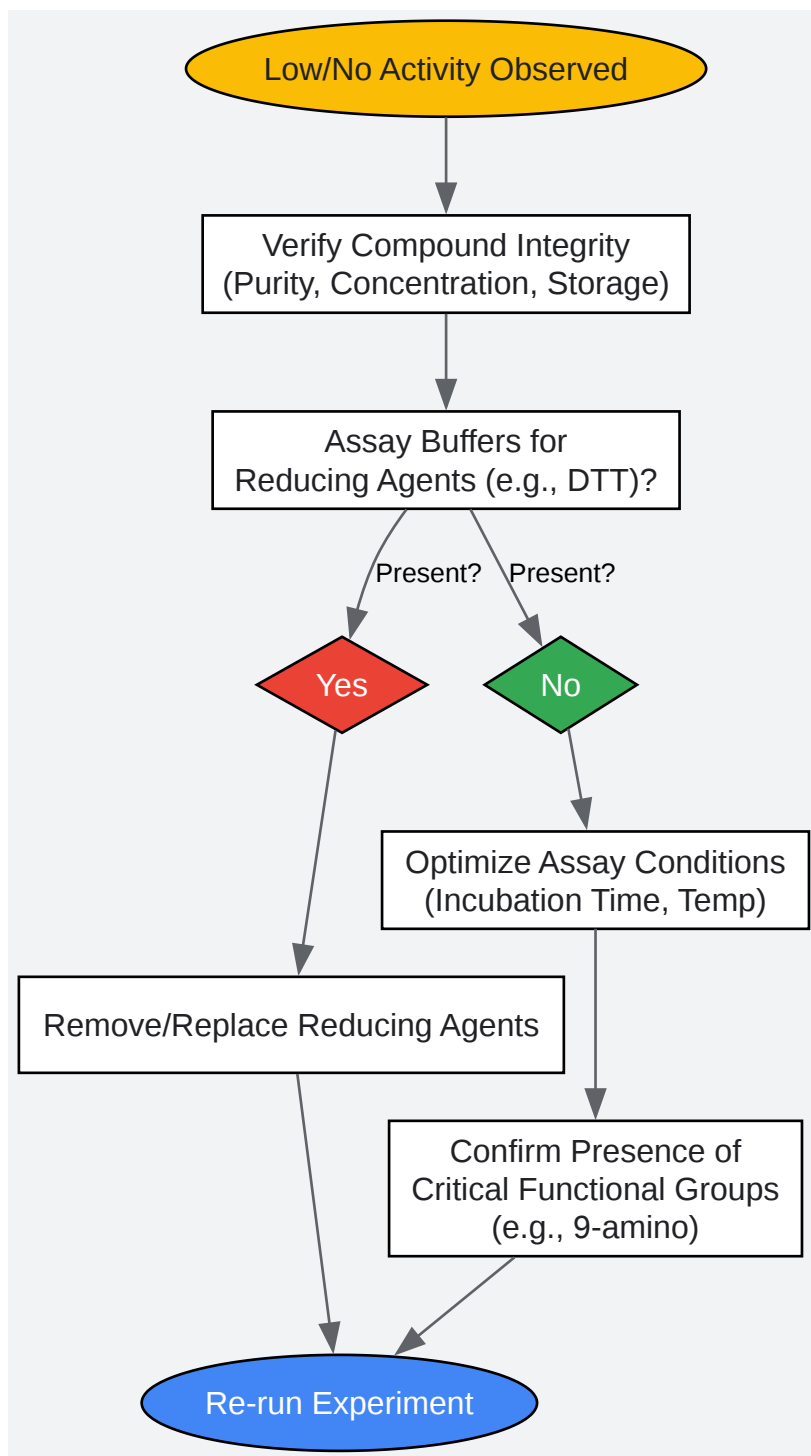 Low/No Activity Observed
Verify Compound Integrity
(Purity, Concentration, Storage)
Assay Buffers for
Reducing Agents (e.g., DTT)?
Present?
Present?
Yes
No
Optimize Assay Conditions
(Incubation Time, Temp)
Remove/Replace Reducing Agents
Confirm Presence of
Critical Functional Groups
(e.g., 9-amino)
Re-run Experiment